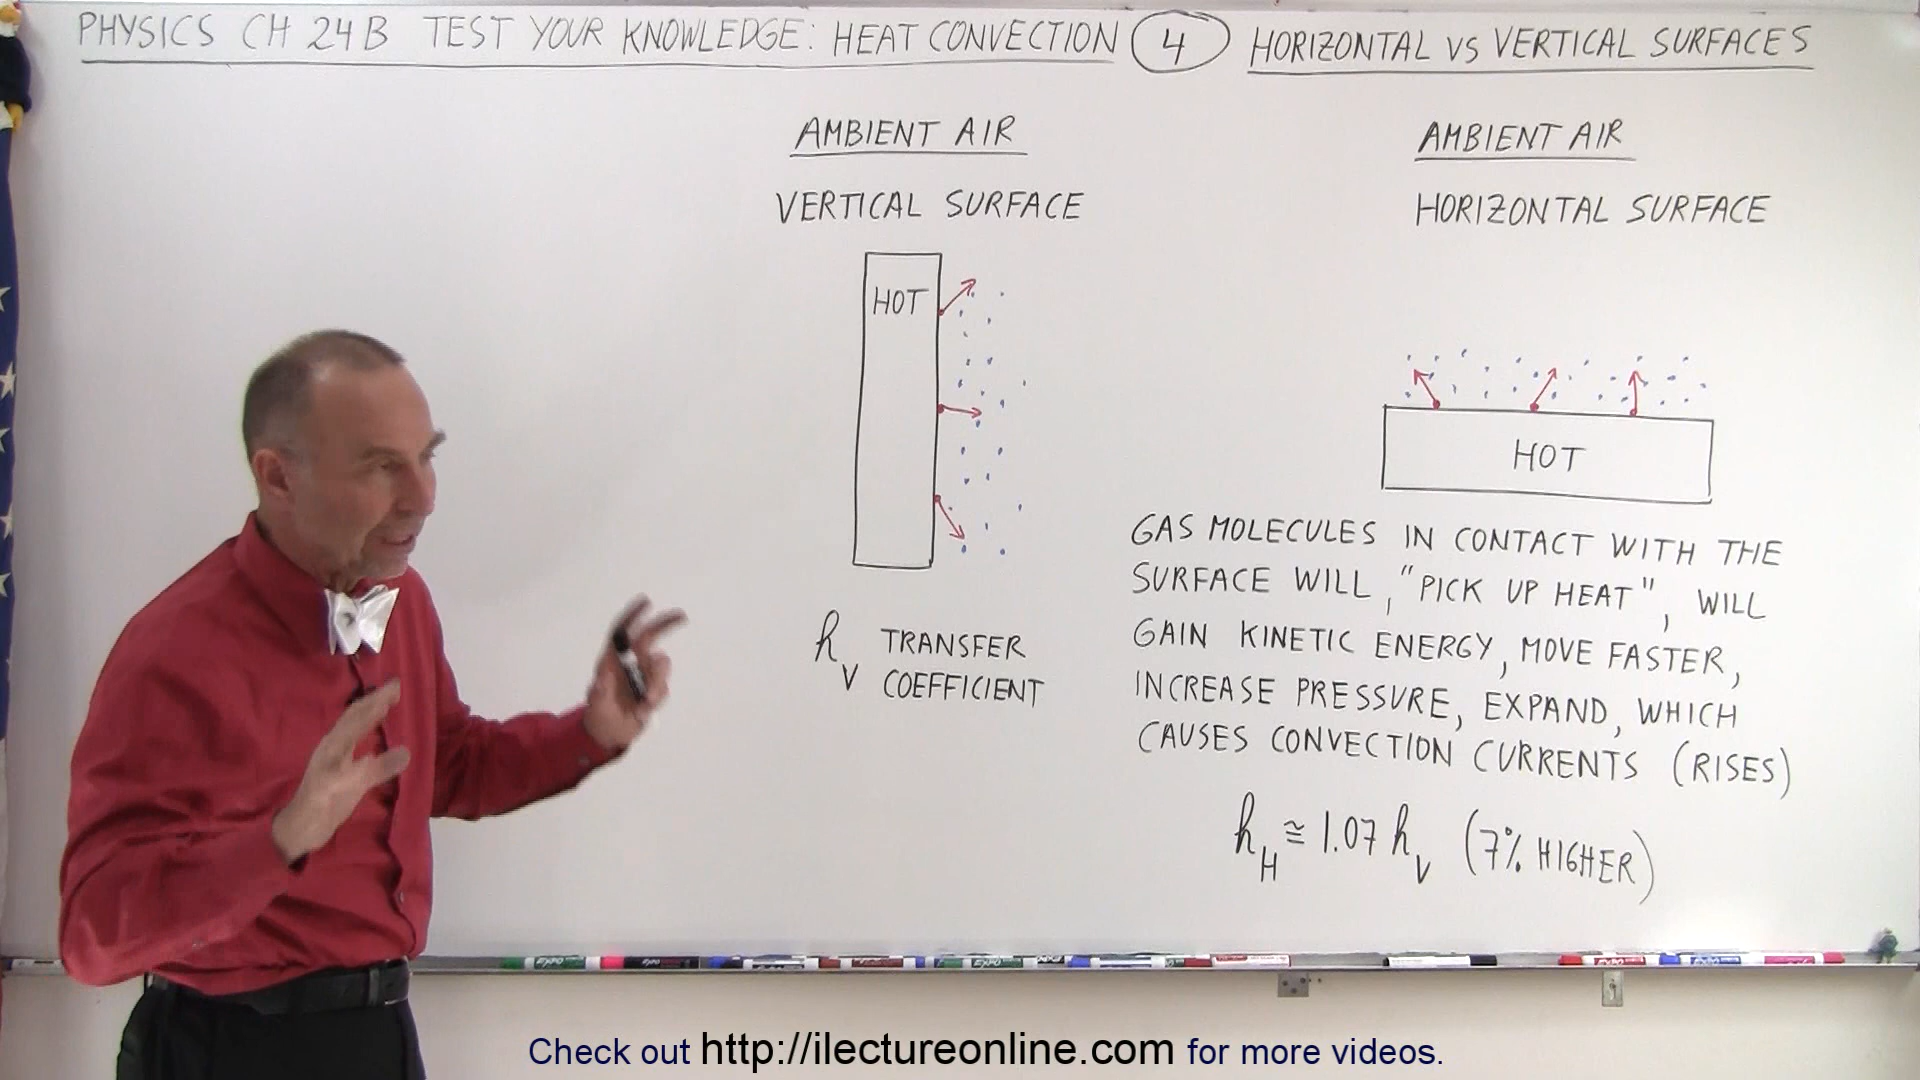 PHYSICS CH 24B TEST YOUR KNOWLEDGE: HEAT CONVECTION 4 HORIZONTAL VS VERTICAL SURFACES
AMBIENT AIR
VERTICAL SURFACE
HOT
h_V TRANSFER
COEFFICIENT
AMBIENT AIR
HORIZONTAL SURFACE
HOT
GAS MOLECULES IN CONTACT WITH THE
SURFACE WILL, "PICK UP HEAT", WILL
GAIN KINETIC ENERGY, MOVE FASTER,
INCREASE PRESSURE, EXPAND, WHICH
CAUSES CONVECTION CURRENTS (RISES)
h_H ≅ 1.07 h_V (7% HIGHER)
Check out http://ilectureonline.com for more videos.